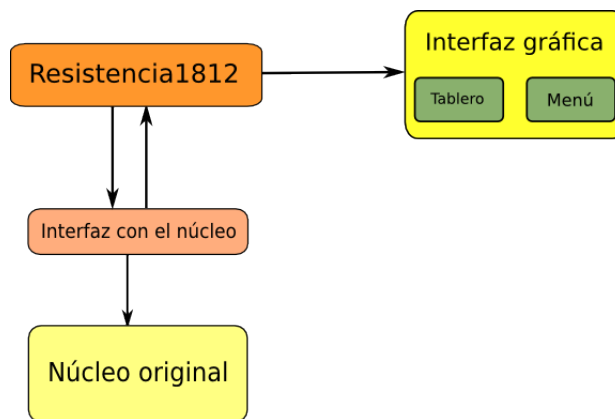 Resistencia1812
Interfaz gráfica
Tablero
Menú
Interfaz con el núcleo
Núcleo original